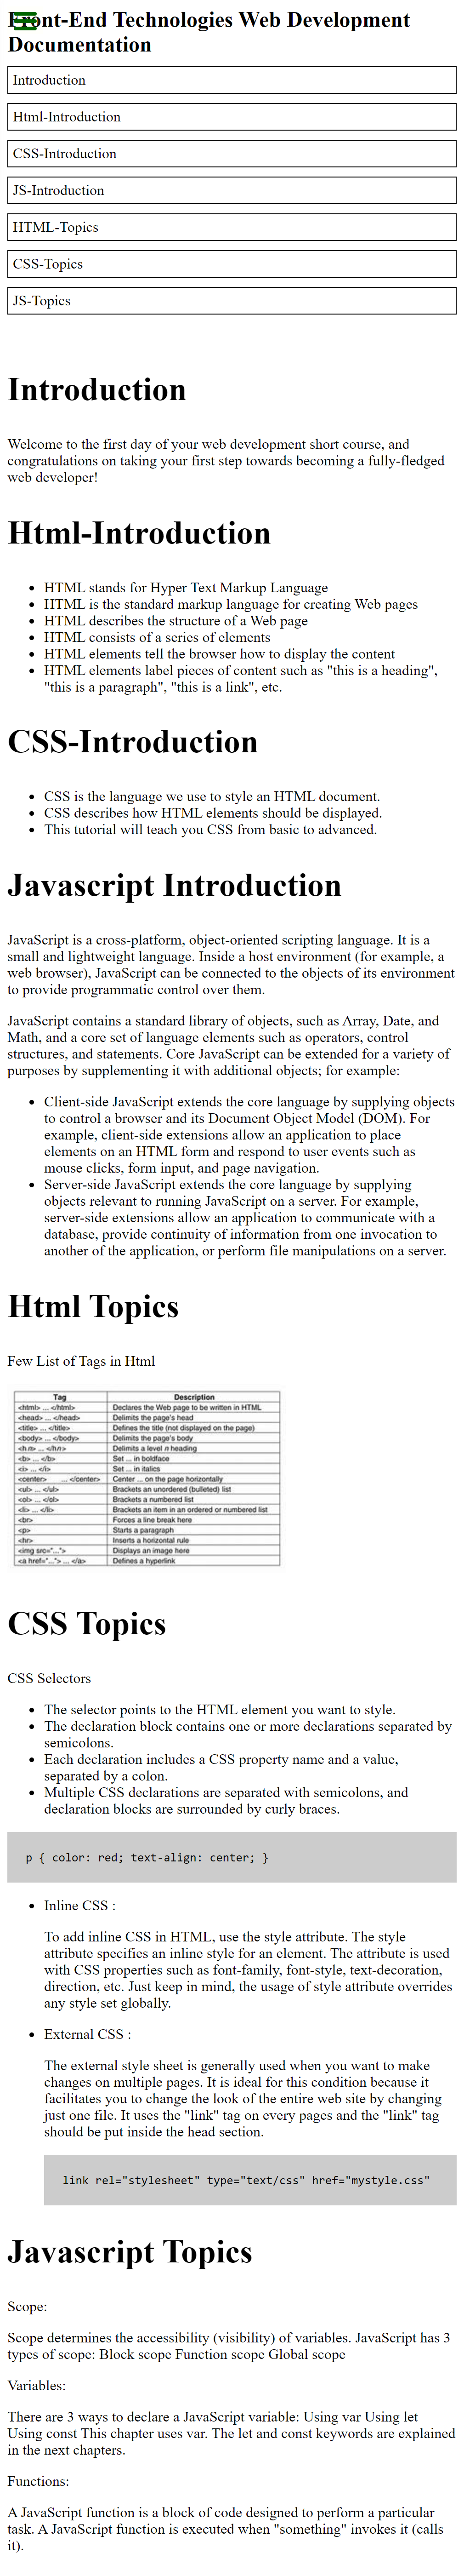 Front-End Technologies Web Development
Documentation
Introduction
Html-Introduction
CSS-Introduction
JS-Introduction
HTML-Topics
CSS-Topics
JS-Topics
Introduction
Welcome to the first day of your web development short course, and
congratulations on taking your first step towards becoming a fully-fledged
web developer!
Html-Introduction
• HTML stands for Hyper Text Markup Language
• HTML is the standard markup language for creating Web pages
• HTML describes the structure of a Web page
• HTML consists of a series of elements
• HTML elements tell the browser how to display the content
• HTML elements label pieces of content such as "this is a heading",
"this is a paragraph", "this is a link", etc.
CSS-Introduction
• CSS is the language we use to style an HTML document.
• CSS describes how HTML elements should be displayed.
• This tutorial will teach you CSS from basic to advanced.
Javascript Introduction
JavaScript is a cross-platform, object-oriented scripting language. It is a
small and lightweight language. Inside a host environment (for example, a
web browser), JavaScript can be connected to the objects of its environment
to provide programmatic control over them.
JavaScript contains a standard library of objects, such as Array, Date, and
Math, and a core set of language elements such as operators, control
structures, and statements. Core JavaScript can be extended for a variety of
purposes by supplementing it with additional objects; for example:
• Client-side JavaScript extends the core language by supplying objects
to control a browser and its Document Object Model (DOM). For
example, client-side extensions allow an application to place
elements on an HTML form and respond to user events such as
mouse clicks, form input, and page navigation.
• Server-side JavaScript extends the core language by supplying
objects relevant to running JavaScript on a server. For example,
server-side extensions allow an application to communicate with a
database, provide continuity of information from one invocation to
another of the application, or perform file manipulations on a server.
Html Topics
Few List of Tags in Html
Tag Description
<html> ... </html> Declares the Web page to be written in HTML
<head> ... </head> Delimits the page's head
<title> ... </title> Defines the title (not displayed on the page)
<body> ... </body> Delimits the page's body
<h n> ... </h n> Delimits a level n heading
<b> ... </b> Set ... in boldface
<i> ... </i> Set ... in italics
<center> ... </center> Center ... on the page horizontally
<ul> ... </ul> Brackets an unordered (bulleted) list
<ol> ... </ol> Brackets a numbered list
<li> ... </li> Brackets an item in an ordered or numbered list
<br> Forces a line break here
<p> Starts a paragraph
<hr> Inserts a horizontal rule
<img src="..."> Displays an image here
<a href="..."> ... </a> Defines a hyperlink
CSS Topics
CSS Selectors
• The selector points to the HTML element you want to style.
• The declaration block contains one or more declarations separated by
semicolons.
• Each declaration includes a CSS property name and a value,
separated by a colon.
• Multiple CSS declarations are separated with semicolons, and
declaration blocks are surrounded by curly braces.
p { color: red; text-align: center; }
• Inline CSS :
To add inline CSS in HTML, use the style attribute. The style
attribute specifies an inline style for an element. The attribute is used
with CSS properties such as font-family, font-style, text-decoration,
direction, etc. Just keep in mind, the usage of style attribute overrides
any style set globally.
• External CSS :
The external style sheet is generally used when you want to make
changes on multiple pages. It is ideal for this condition because it
facilitates you to change the look of the entire web site by changing
just one file. It uses the "link" tag on every pages and the "link" tag
should be put inside the head section.
link rel="stylesheet" type="text/css" href="mystyle.css"
Javascript Topics
Scope:
Scope determines the accessibility (visibility) of variables. JavaScript has 3
types of scope: Block scope Function scope Global scope
Variables:
There are 3 ways to declare a JavaScript variable: Using var Using let
Using const This chapter uses var. The let and const keywords are explained
in the next chapters.
Functions:
A JavaScript function is a block of code designed to perform a particular
task. A JavaScript function is executed when "something" invokes it (calls
it).